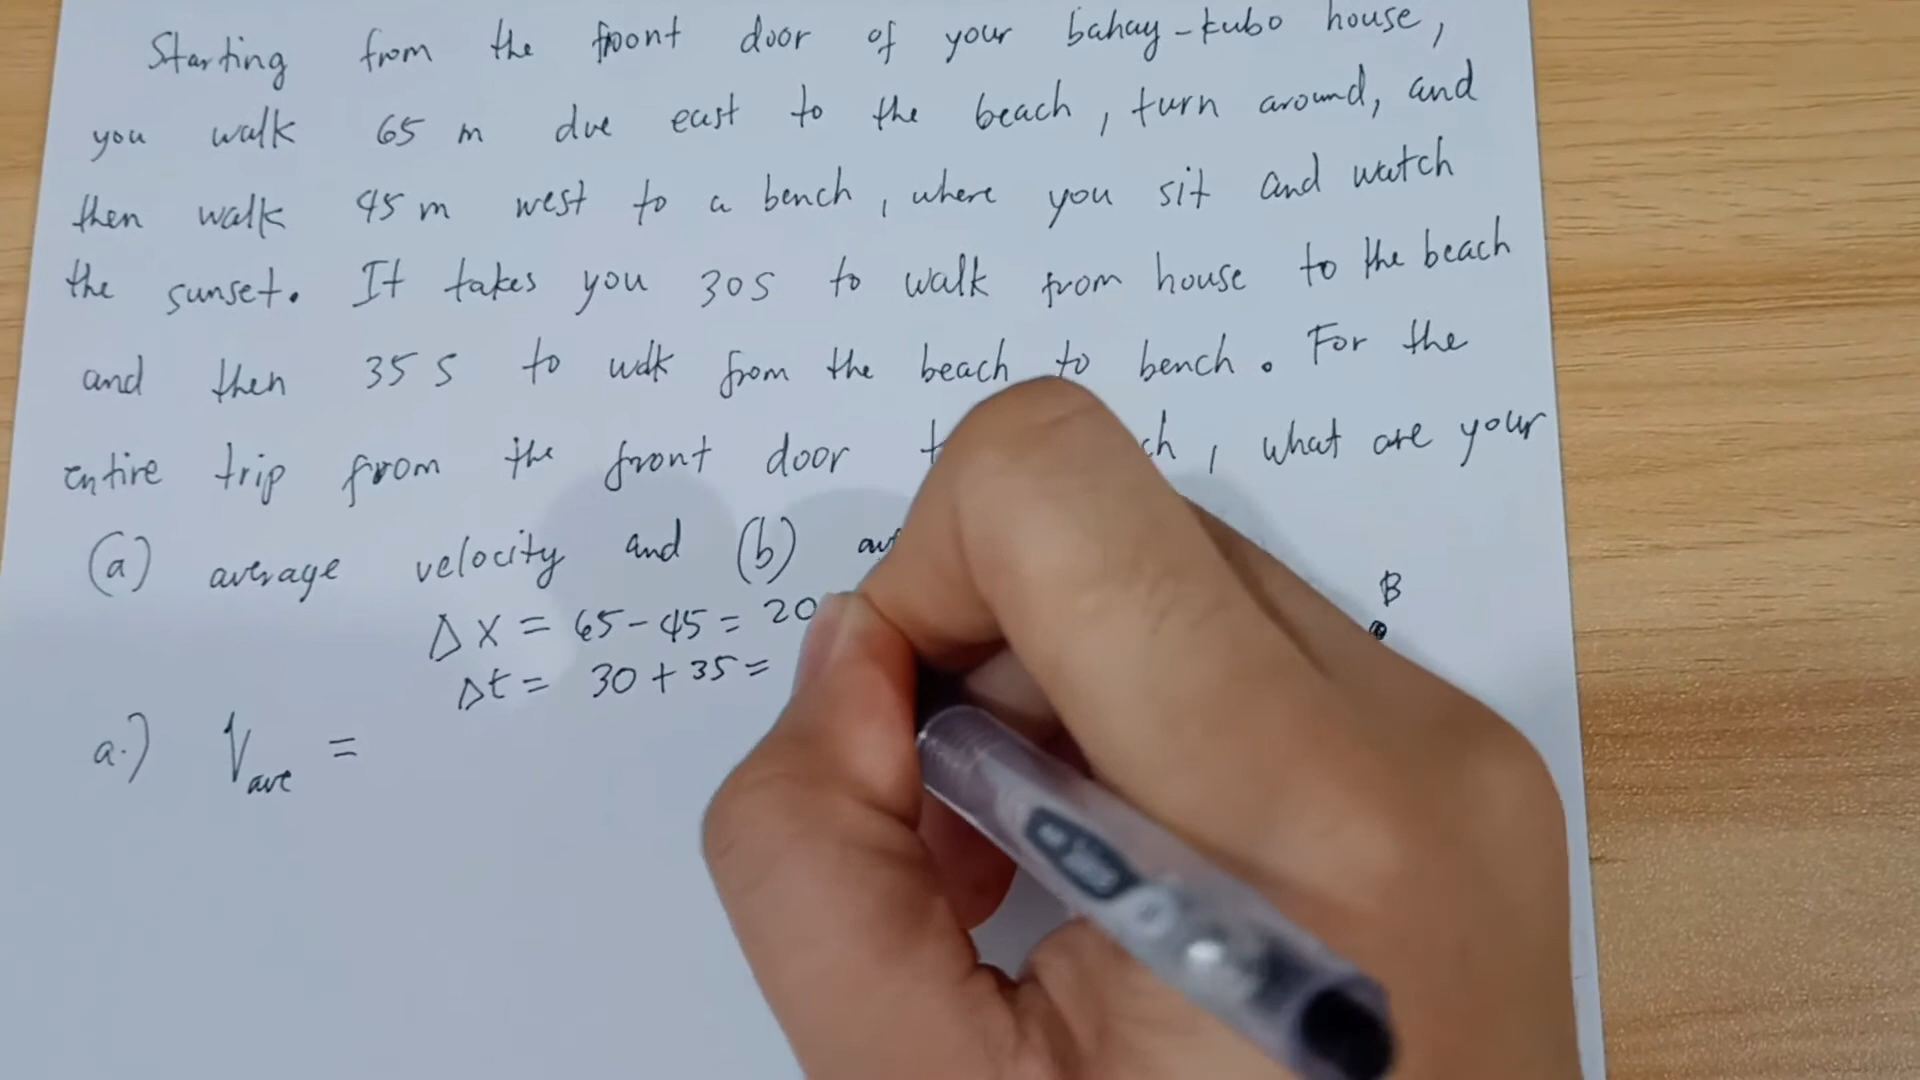 Starting from the front door of your bahay-kubo house,
you walk 65 m due east to the beach, turn around, and
then walk 45 m west to a bench, where you sit and watch
the sunset. It takes you 30 s to walk from house to the beach
and then 35 s to walk from the beach to bench. For the
entire trip from the front door , what are your
(a) average velocity and (b)
B
Δx = 65-45 = 20
Δt = 30 + 35 =
a.) Vave =